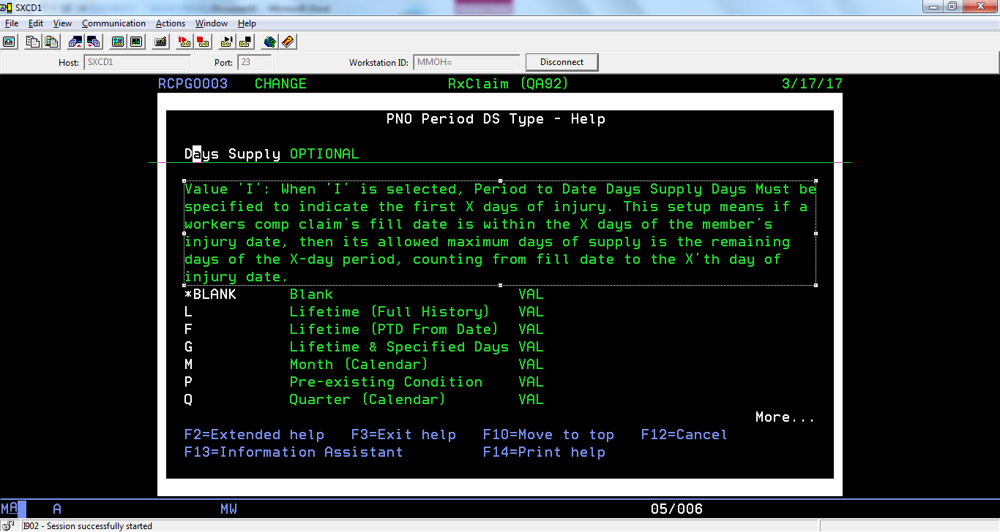 SXCD1
File Edit View Communication Actions Window Help
Host: SXCD1 Port: 23 Workstation ID: MMOH= Disconnect
RCPGO003 CHANGE RxClaim (QA92) 3/17/17
PNO Period DS Type - Help
Days Supply OPTIONAL
Value 'I': When 'I' is selected, Period to Date Days Supply Days Must be
specified to indicate the first X days of injury. This setup means if a
workers comp claim's fill date is within the X days of the member's
injury date, then its allowed maximum days of supply is the remaining
days of the X-day period, counting from fill date to the X'th day of
injury date.
*BLANK Blank VAL
L Lifetime (Full History) VAL
F Lifetime (PTD From Date) VAL
G Lifetime & Specified Days VAL
M Month (Calendar) VAL
P Pre-existing Condition VAL
Q Quarter (Calendar) VAL
More...
F2=Extended help F3=Exit help F10=Move to top F12=Cancel
F13=Information Assistant F14=Print help
MA A MW 05/006
I902 - Session successfully started